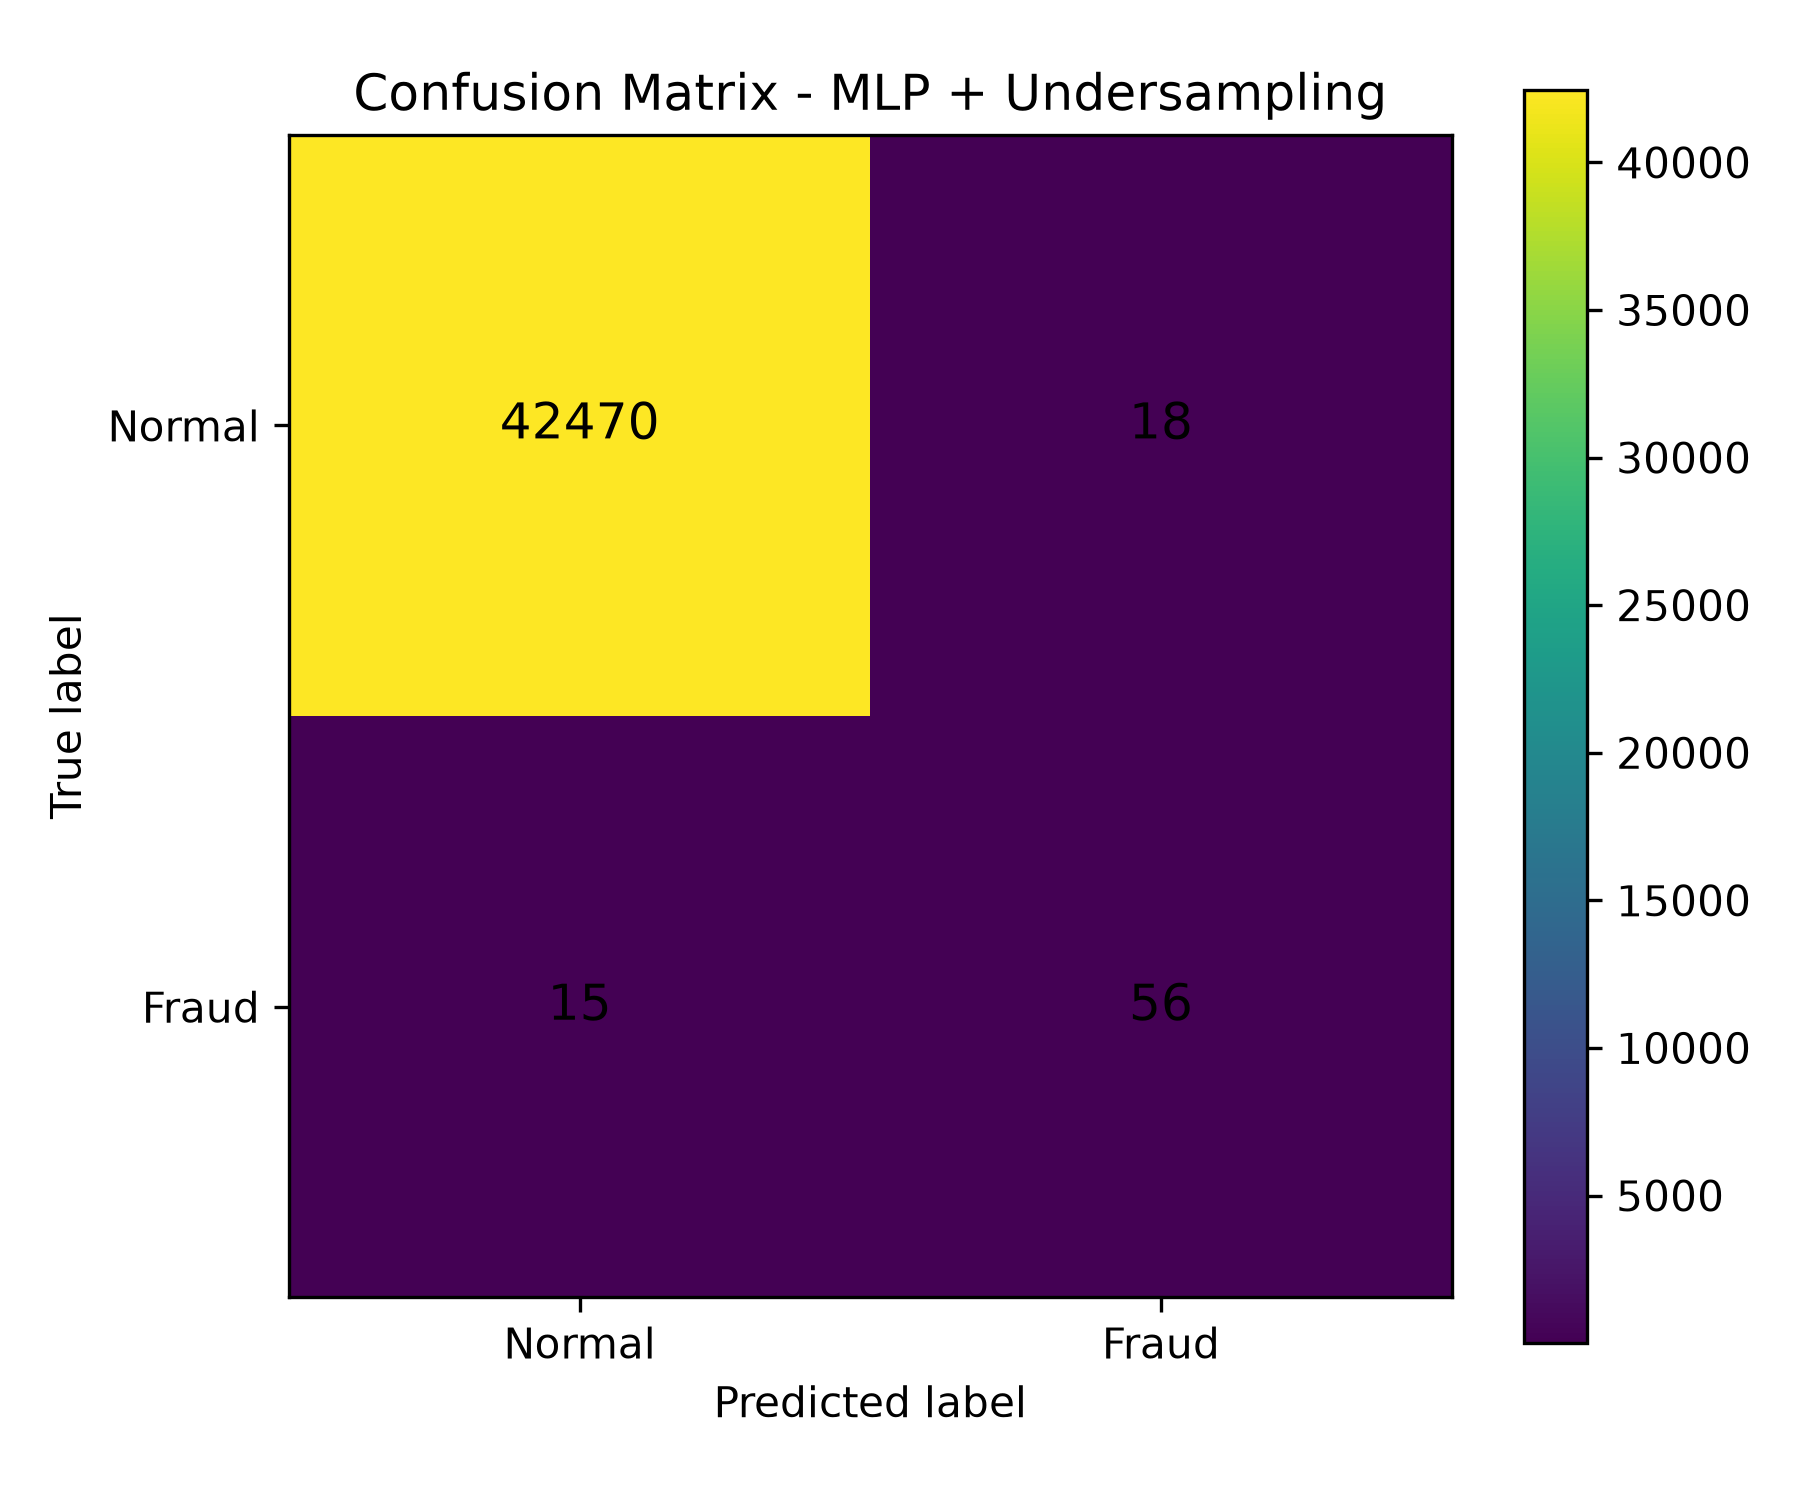 Confusion Matrix - MLP + Undersampling
40000
35000
30000
25000
20000
15000
10000
5000
True label
Normal
42470
18
Fraud
15
56
Normal
Fraud
Predicted label